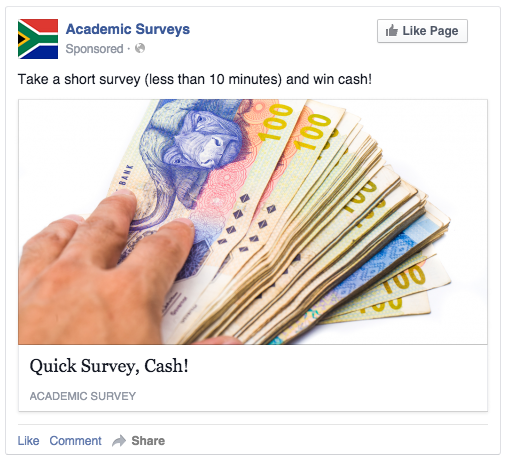 Academic Surveys
Sponsored ·
Like Page
Take a short survey (less than 10 minutes) and win cash!
BANK
100
100
100
100
100
Quick Survey, Cash!
ACADEMIC SURVEY
Like Comment Share